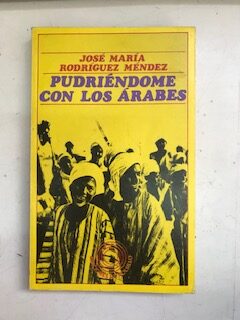 JOSÉ MARÍA
RODRÍGUEZ MÉNDEZ
PUDRIÉNDOME
CON LOS ÁRABES